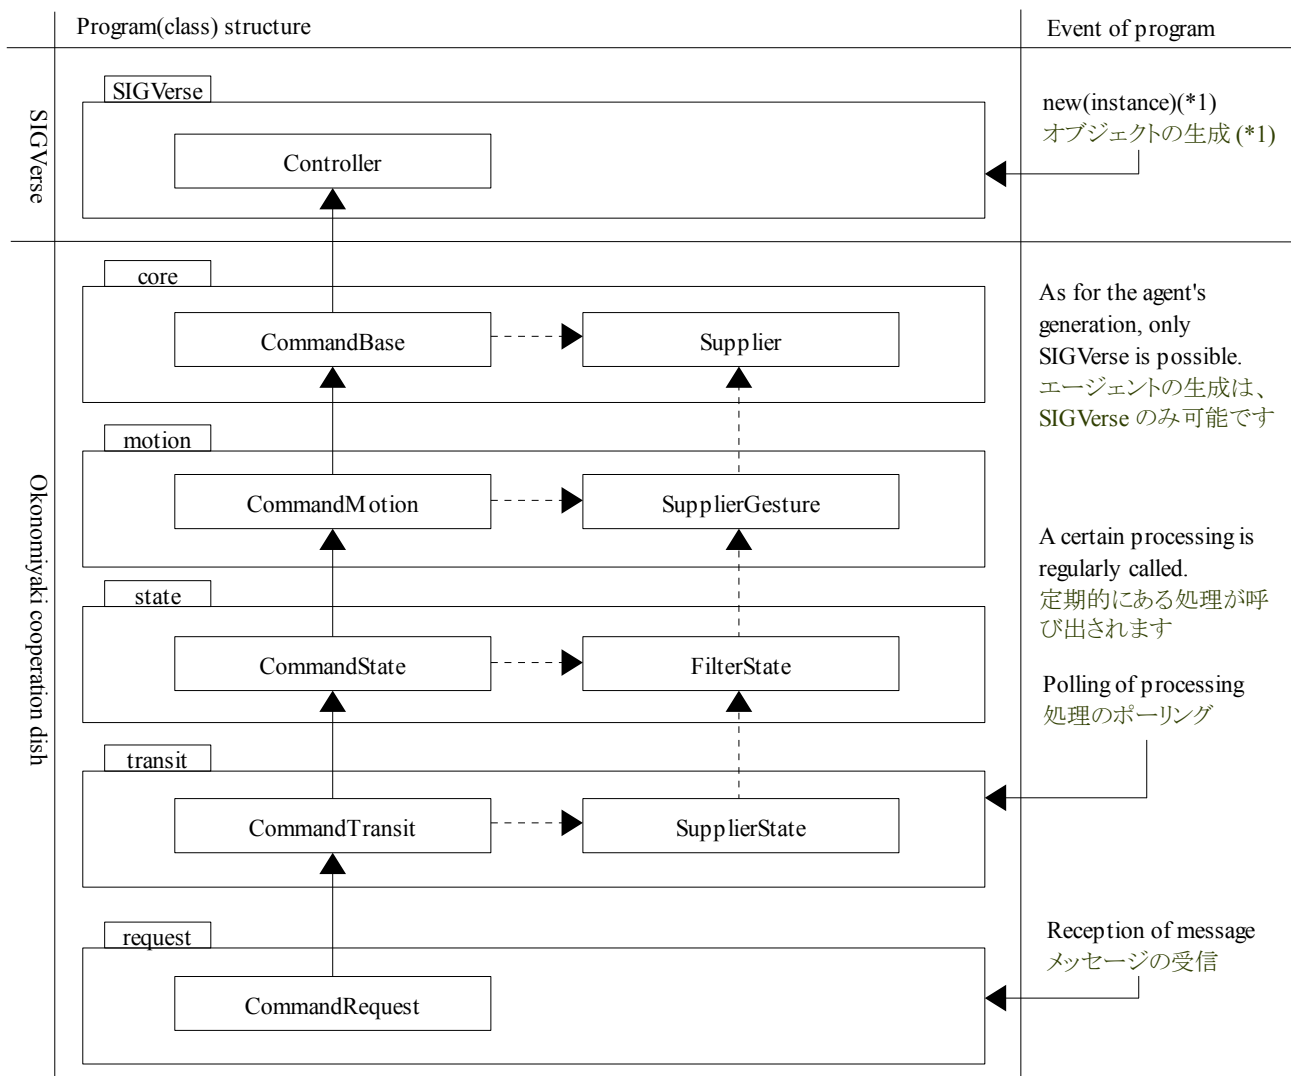 Program(class) structure
Event of program
SIGVerse
SIGVerse
Controller
new(instance)(*1)
オブジェクトの生成 (*1)
Okonomiyaki cooperation dish
core
CommandBase
Supplier
As for the agent's
generation, only
SIGVerse is possible.
エージェントの生成は、
SIGVerse のみ可能です
motion
CommandMotion
SupplierGesture
A certain processing is
regularly called.
定期的にある処理が呼
び出されます
state
CommandState
FilterState
Polling of processing
処理のポーリング
transit
CommandTransit
SupplierState
request
CommandRequest
Reception of message
メッセージの受信